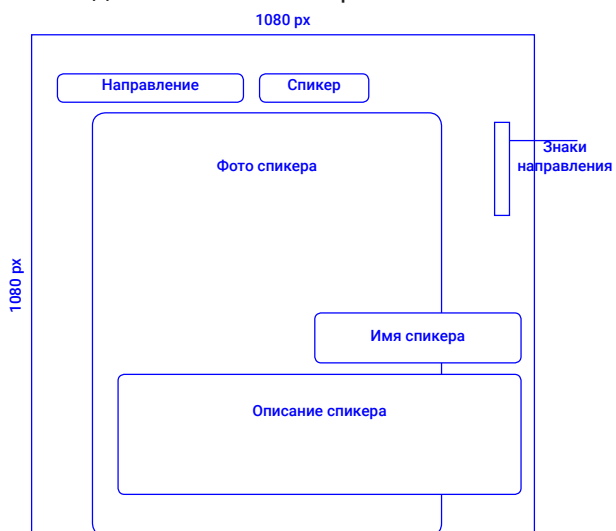 1080 px
Направление
Спикер
Фото спикера
Знаки
направления
1080 px
Имя спикера
Описание спикера